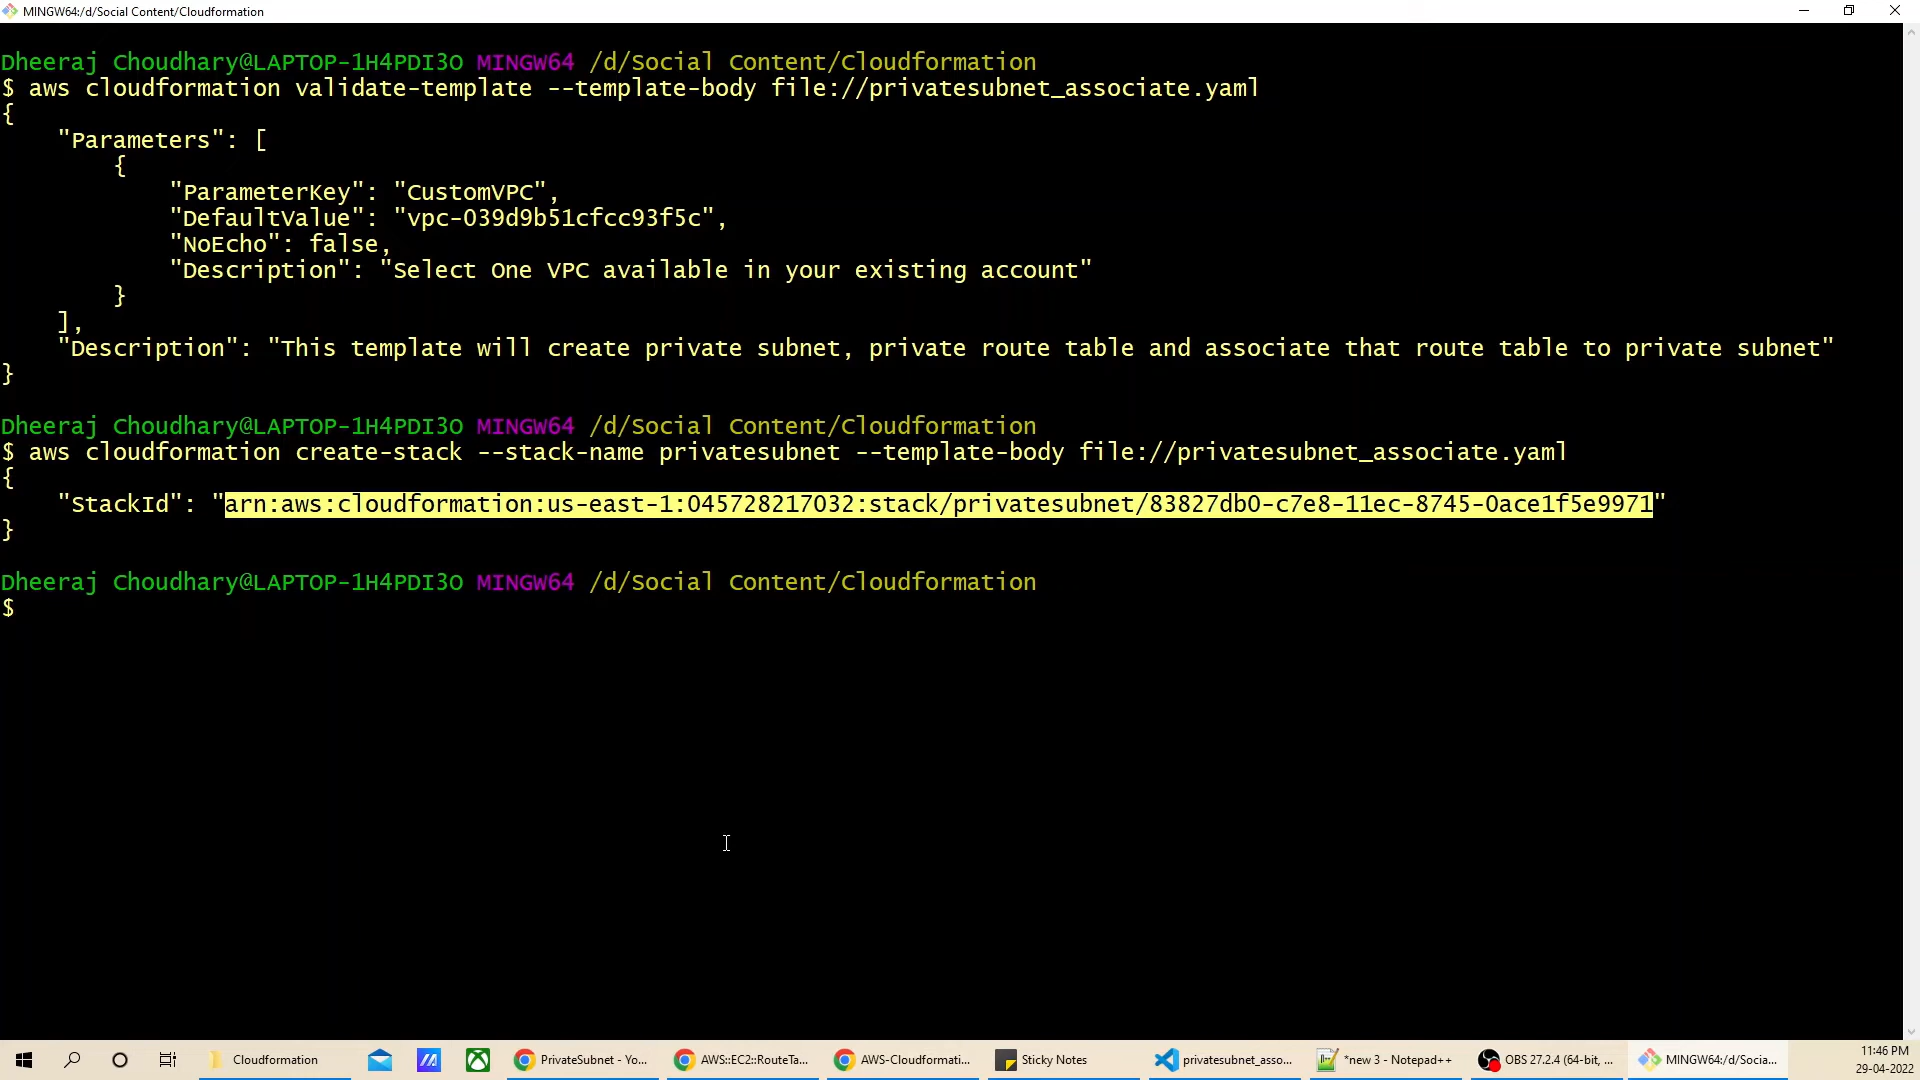 MINGW64:/d/Social Content/Cloudformation
Dheeraj Choudhary@LAPTOP-1H4PDI3O MINGW64 /d/Social Content/Cloudformation
$ aws cloudformation validate-template --template-body file://privatesubnet_associate.yaml
{
    "Parameters": [
        {
            "ParameterKey": "CustomVPC",
            "DefaultValue": "vpc-039d9b51cfcc93f5c",
            "NoEcho": false,
            "Description": "Select One VPC available in your existing account"
        }
    ],
    "Description": "This template will create private subnet, private route table and associate that route table to private subnet"
}
Dheeraj Choudhary@LAPTOP-1H4PDI3O MINGW64 /d/Social Content/Cloudformation
$ aws cloudformation create-stack --stack-name privatesubnet --template-body file://privatesubnet_associate.yaml
{
    "StackId": "arn:aws:cloudformation:us-east-1:045728217032:stack/privatesubnet/83827db0-c7e8-11ec-8745-0ace1f5e9971"
}
Dheeraj Choudhary@LAPTOP-1H4PDI3O MINGW64 /d/Social Content/Cloudformation
$
Cloudformation PrivateSubnet - Yo... AWS::EC2::RouteTa... AWS-Cloudformati... Sticky Notes privatesubnet_asso... *new 3 - Notepad++ OBS 27.2.4 (64-bit, ... MINGW64:/d/Socia... 11:46 PM
29-04-2022